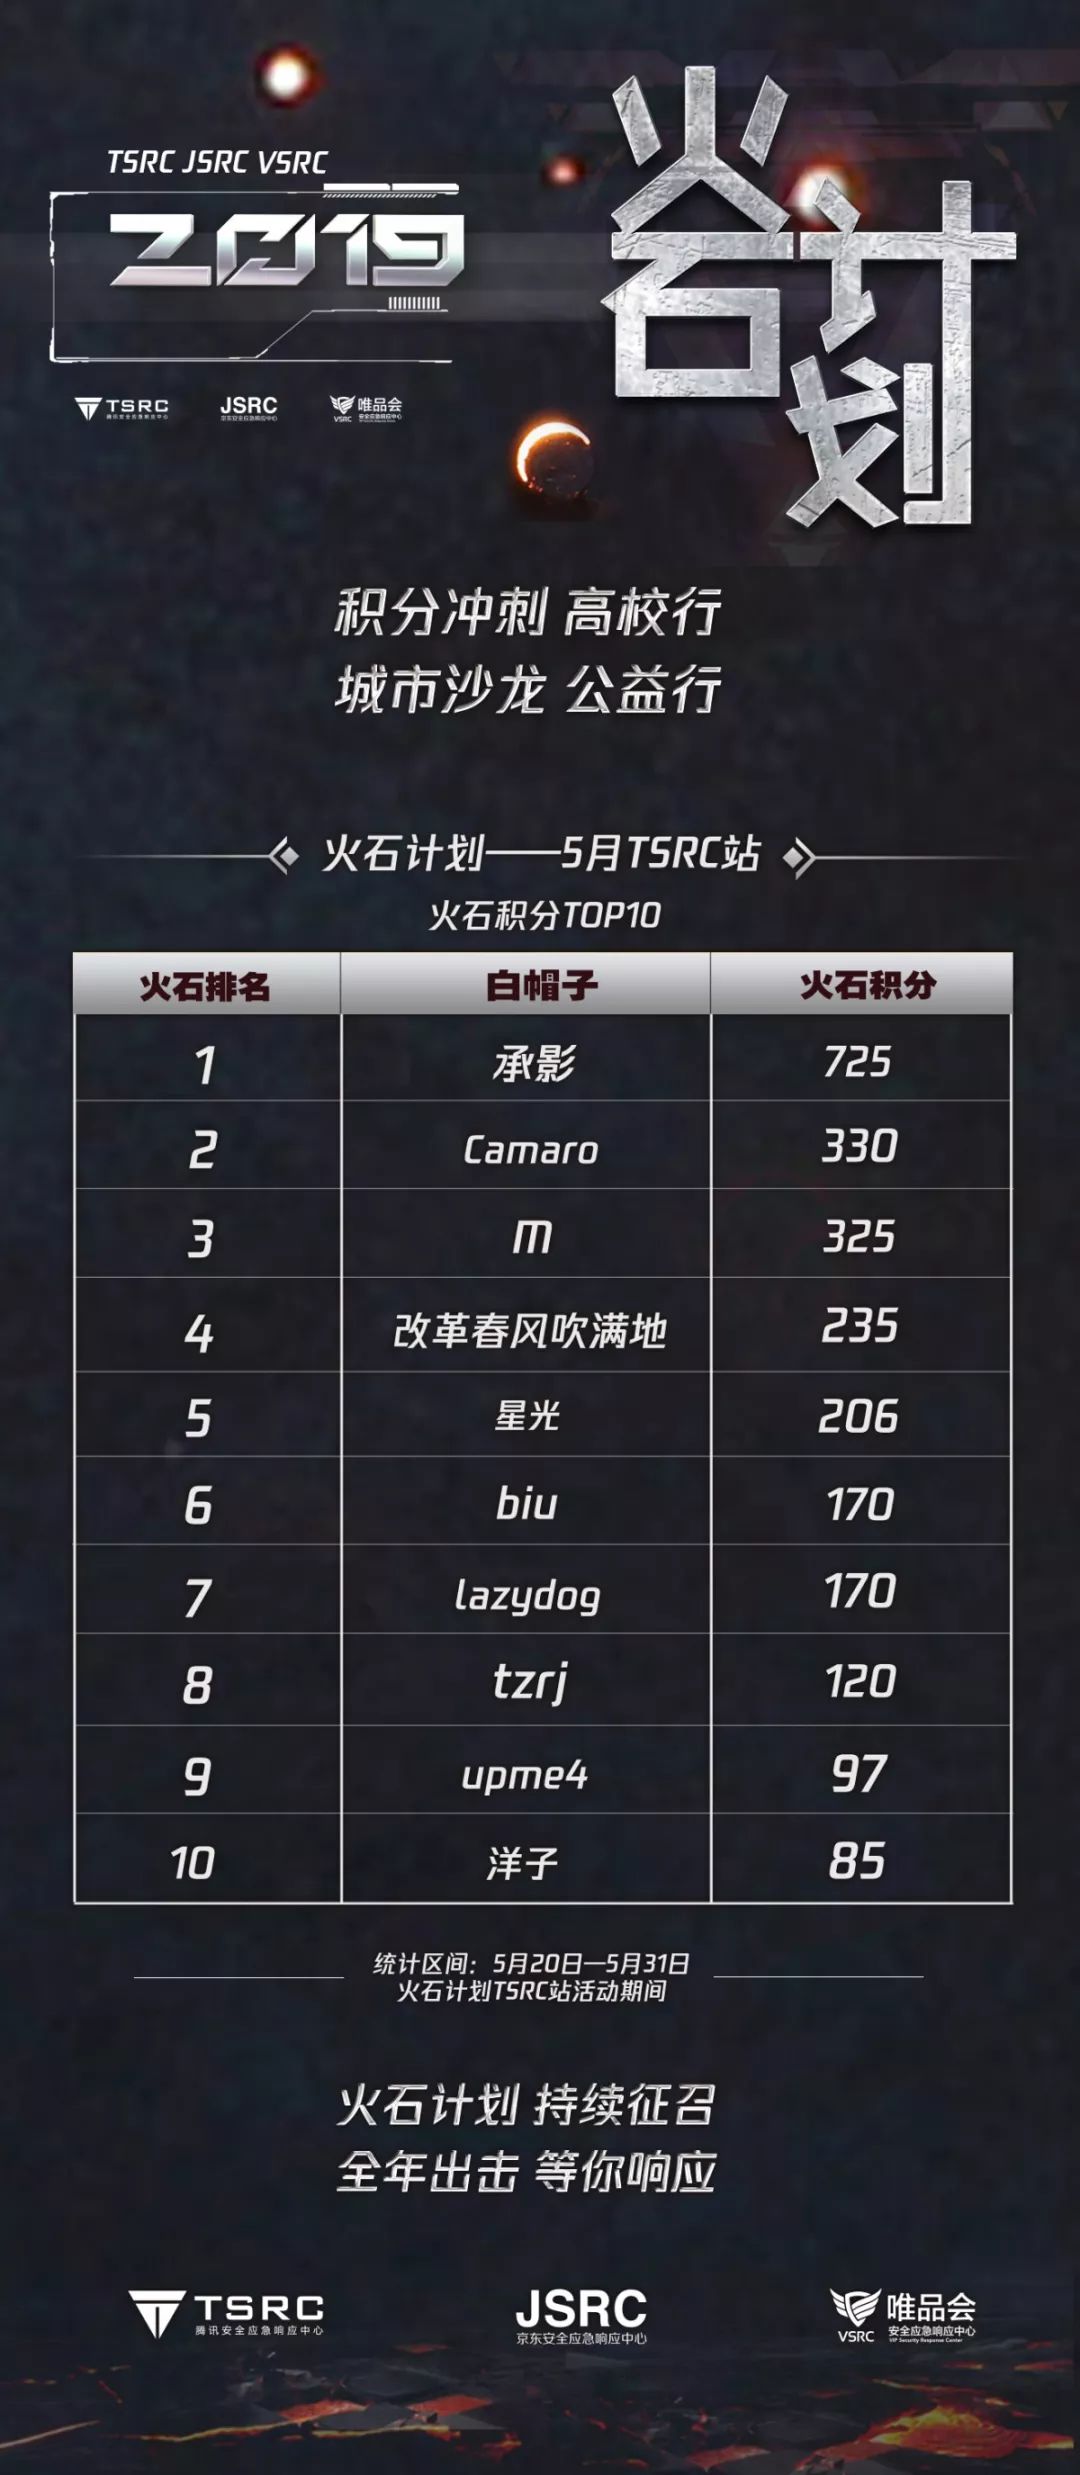 TSRC JSRC VSRC
2019
火石计划
TSRC
腾讯安全应急响应中心
JSRC
京东安全应急响应中心
VSRC
唯品会
安全应急响应中心
积分冲刺 高校行
城市沙龙 公益行
火石计划——5月TSRC站
火石积分TOP10
火石排名 白帽子 火石积分
1 承影 725
2 Camaro 330
3 M 325
4 改革春风吹满地 235
5 星光 206
6 biu 170
7 lazydog 170
8 tzrj 120
9 upme4 97
10 洋子 85
统计区间：5月20日—5月31日
火石计划TSRC站活动期间
火石计划 持续征召
全年出击 等你响应
TSRC
腾讯安全应急响应中心
JSRC
京东安全应急响应中心
VSRC
唯品会
安全应急响应中心
VIP Security Response Center